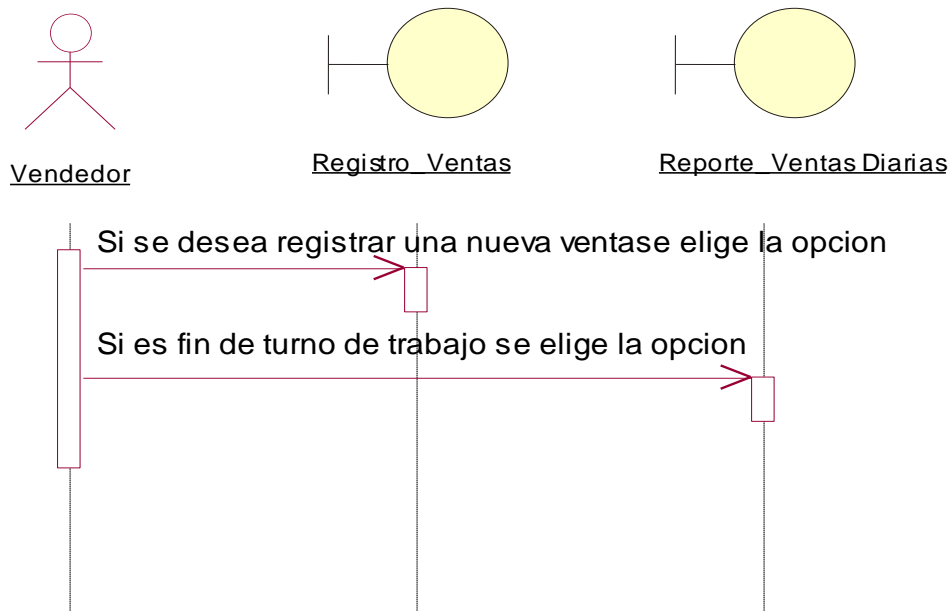 Vendedor
Registro_Ventas
Reporte_Ventas Diarias
Si se desea registrar una nueva ventase elige la opcion
Si es fin de turno de trabajo se elige la opcion